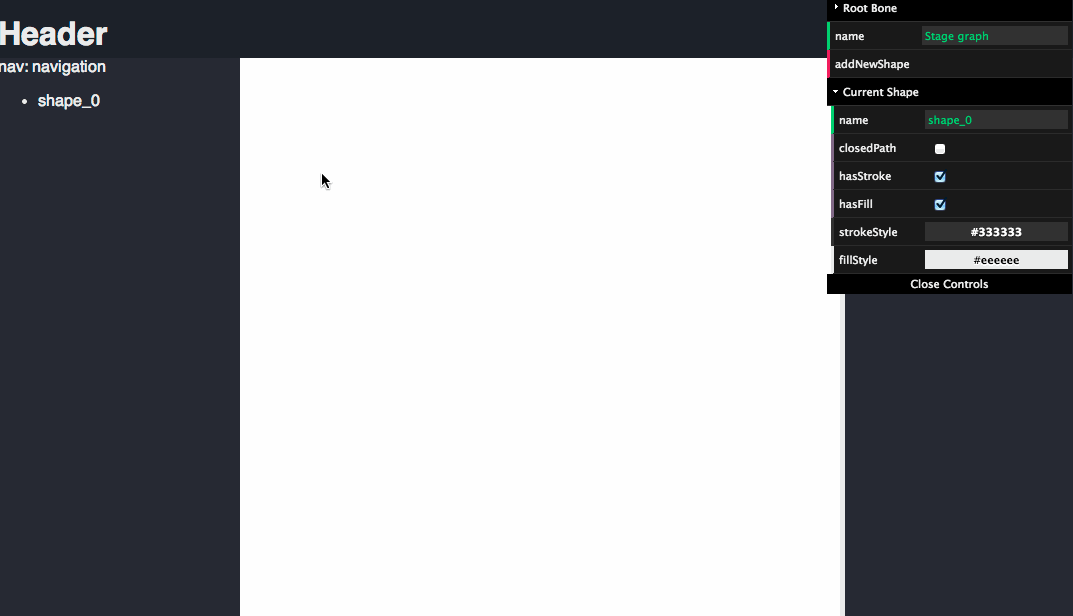 Header
nav: navigation
shape_0
Root Bone
name Stage graph
addNewShape
Current Shape
name shape_0
closedPath
hasStroke
hasFill
strokeStyle #333333
fillStyle #eeeeee
Close Controls